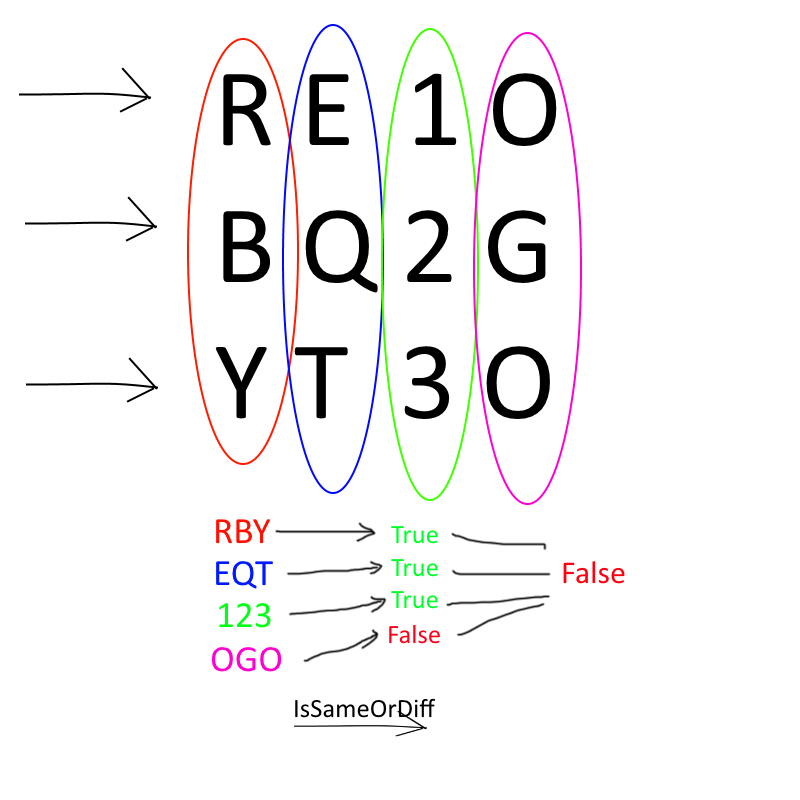 R E 1 O
B Q 2 G
Y T 3 O
RBY True
EQT True False
123 True
OGO False
IsSameOrDiff